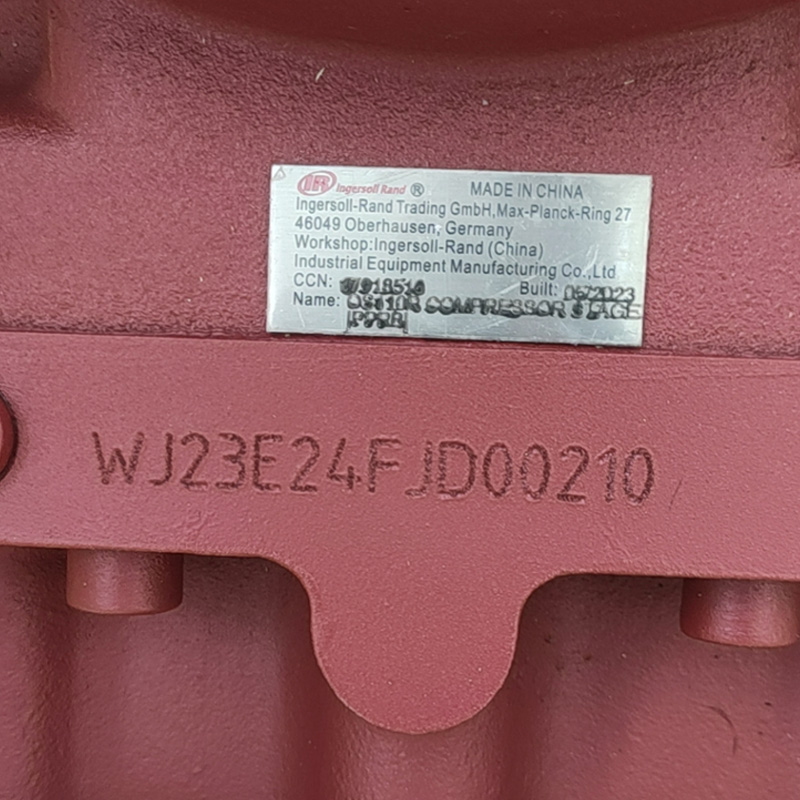 IR Ingersoll Rand ® MADE IN CHINA
Ingersoll-Rand Trading GmbH,Max-Planck-Ring 27
46049 Oberhausen, Germany
Workshop:Ingersoll-Rand (China)
Industrial Equipment Manufacturing Co.,Ltd
CCN: Built:
Name: COMPRESSOR STAGE
WJ23E24FJD00210